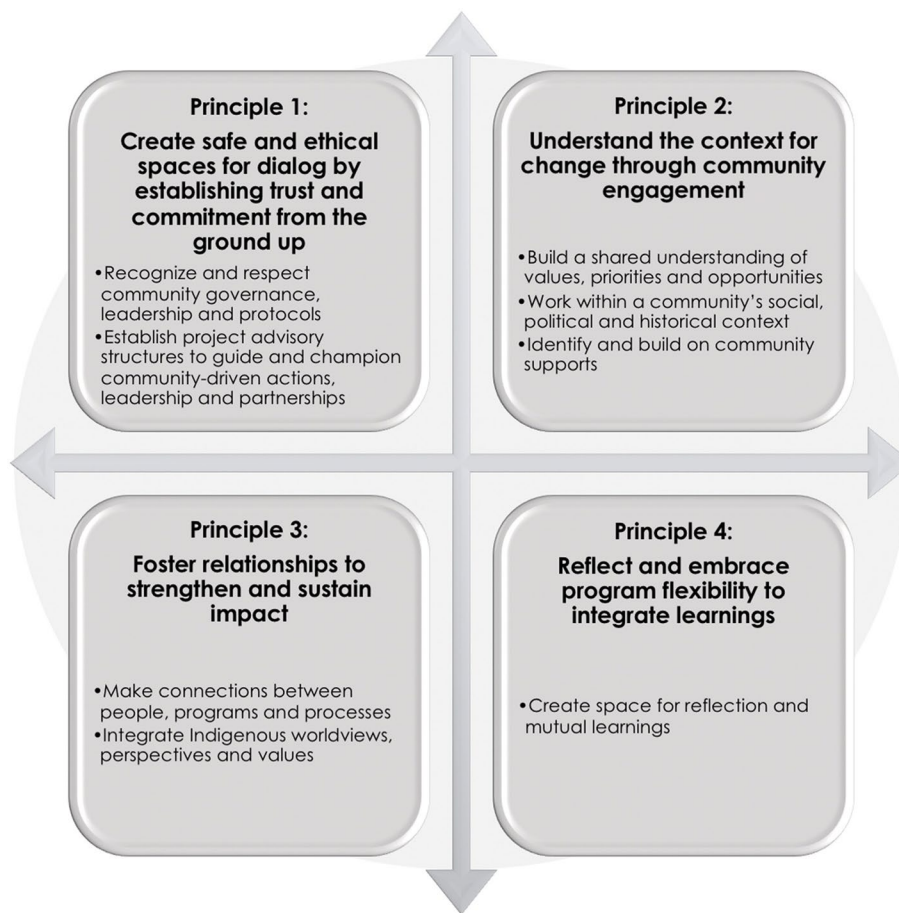 Principle 1:
Create safe and ethical
spaces for dialog by
establishing trust and
commitment from the
ground up
•Recognize and respect
community governance,
leadership and protocols
•Establish project advisory
structures to guide and champion
community-driven actions,
leadership and partnerships
Principle 2:
Understand the context for
change through community
engagement
•Build a shared understanding of
values, priorities and opportunities
•Work within a community's social,
political and historical context
•Identify and build on community
supports
Principle 3:
Foster relationships to
strengthen and sustain
impact
•Make connections between
people, programs and processes
•Integrate Indigenous worldviews,
perspectives and values
Principle 4:
Reflect and embrace
program flexibility to
integrate learnings
•Create space for reflection and
mutual learnings